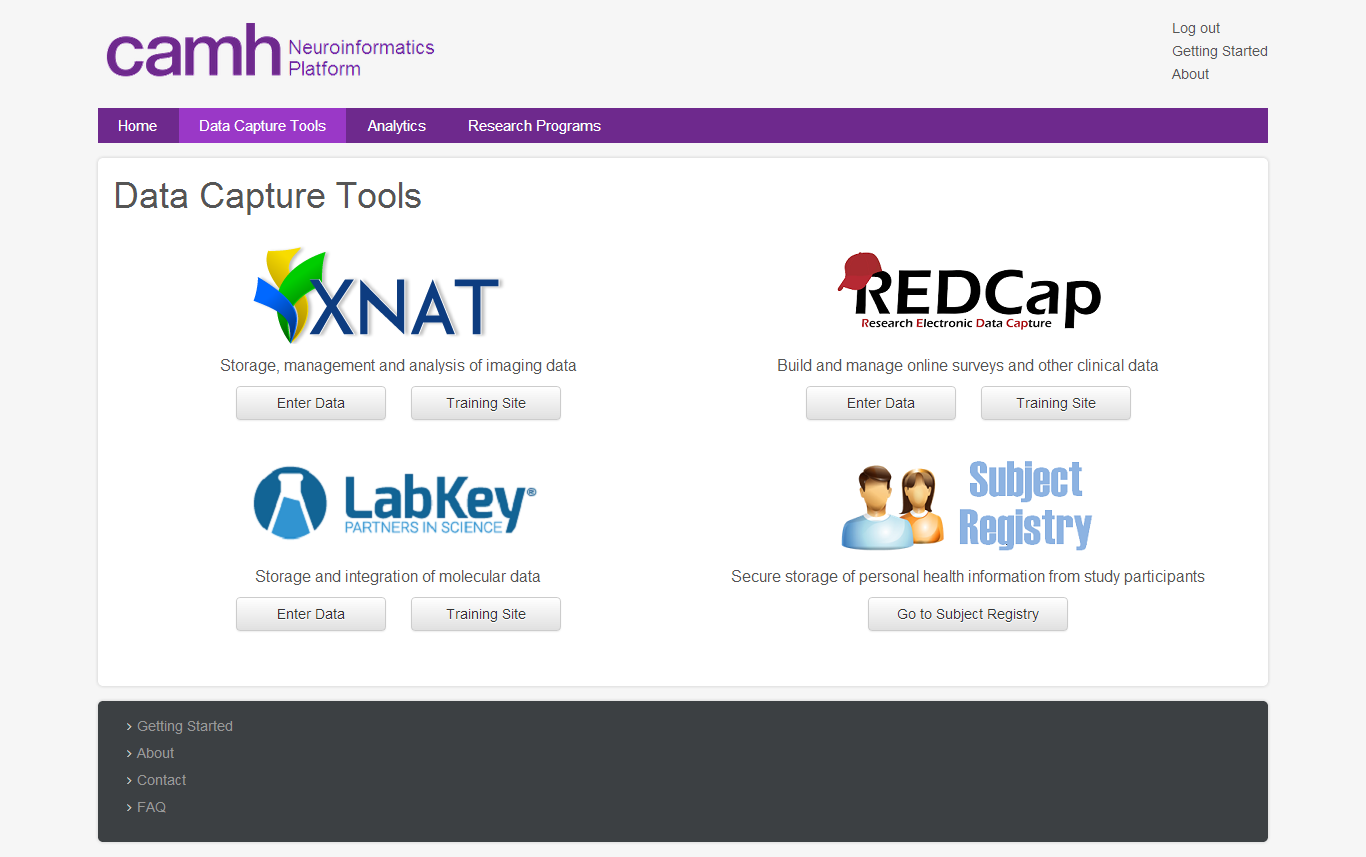 camh Neuroinformatics
Platform
Log out
Getting Started
About
Home Data Capture Tools Analytics Research Programs
Data Capture Tools
XNAT
Storage, management and analysis of imaging data
Enter Data Training Site
REDCap
Research Electronic Data Capture
Build and manage online surveys and other clinical data
Enter Data Training Site
LabKey®
PARTNERS IN SCIENCE
Storage and integration of molecular data
Enter Data Training Site
Subject
Registry
Secure storage of personal health information from study participants
Go to Subject Registry
› Getting Started
› About
› Contact
› FAQ